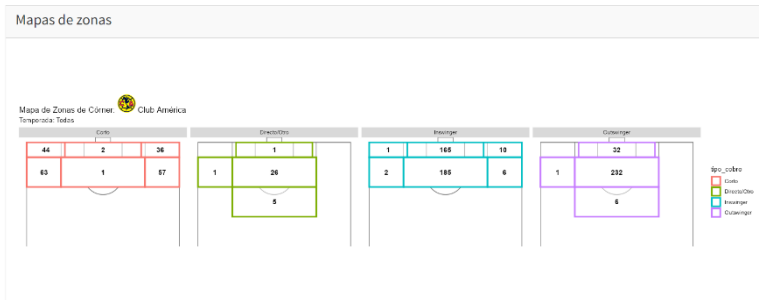 Mapas de zonas
Mapa de Zonas de Córner: Club América
Temporada: Todas
Corto
Directo/Otro
Inswinger
Outswinger
44 2 36
1
1 165 10
32
63 1 57
1 26
2 185 6
1 232
5
6
tipo_cobro
Corto
Directo/Otro
Inswinger
Outswinger